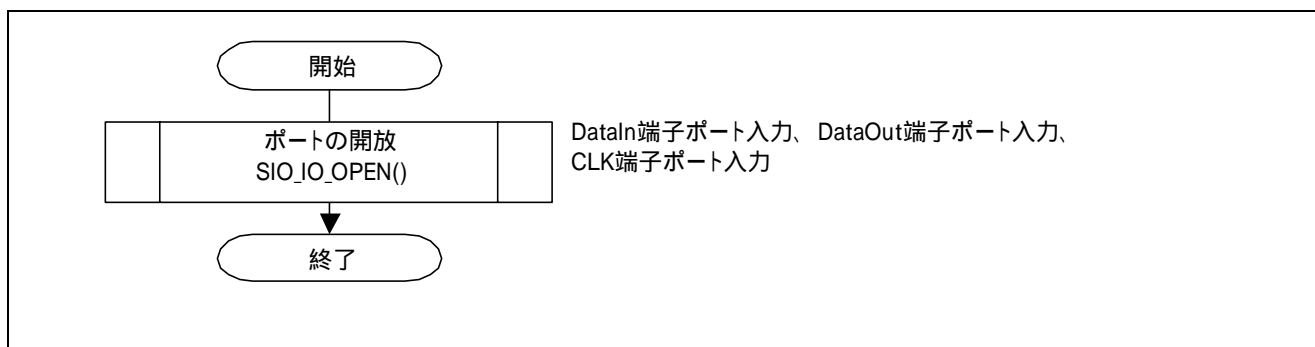 開始
ポートの開放
SIO_IO_OPEN()
DataIn端子ポート入力、DataOut端子ポート入力、
CLK端子ポート入力
終了